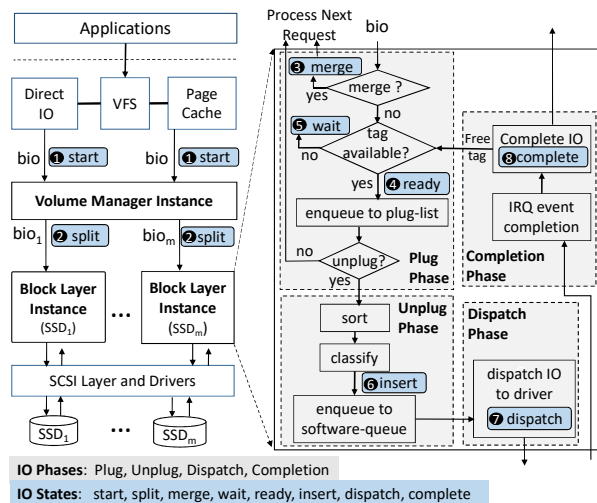 Applications
Direct
IO
VFS
Page
Cache
bio
❶ start
bio
❶ start
Volume Manager Instance
bio1
❷ split
biom
❷ split
Block Layer
Instance
(SSD1)
...
Block Layer
Instance
(SSDm)
SCSI Layer and Drivers
SSD1
...
SSDm
Process Next
Request
bio
❸ merge
merge ?
yes
no
❺ wait
tag
available?
no
yes
❹ ready
enqueue to plug-list
no
unplug?
yes
Plug
Phase
Free
tag
Complete IO
❽ complete
IRQ event
completion
Completion
Phase
sort
Unplug
Phase
classify
❻ insert
enqueue to
software-queue
Dispatch
Phase
dispatch IO
to driver
❼ dispatch
IO Phases: Plug, Unplug, Dispatch, Completion
IO States: start, split, merge, wait, ready, insert, dispatch, complete